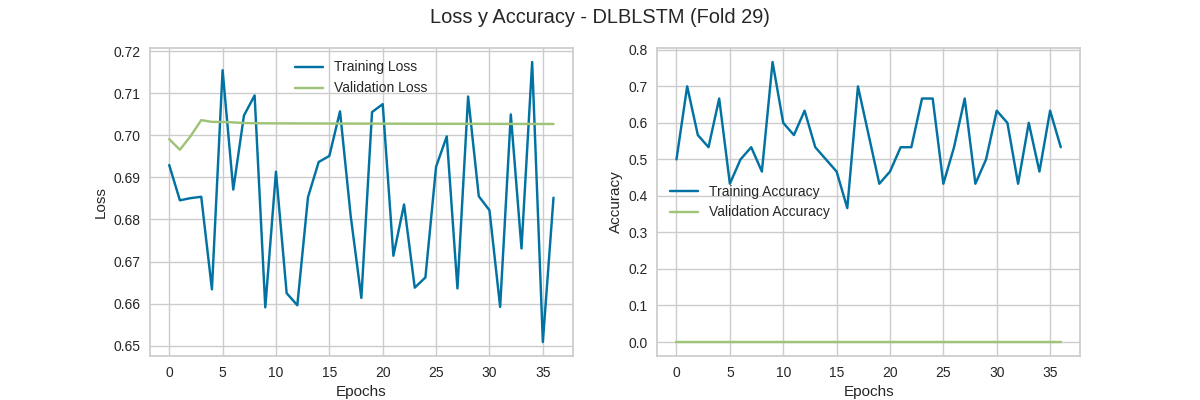 Loss y Accuracy - DLBLSTM (Fold 29)
0.72
0.71
0.70
0.69
0.68
0.67
0.66
0.65
Loss
Training Loss
Validation Loss
0 5 10 15 20 25 30 35
Epochs
0.8
0.7
0.6
0.5
0.4
0.3
0.2
0.1
0.0
Accuracy
Training Accuracy
Validation Accuracy
0 5 10 15 20 25 30 35
Epochs